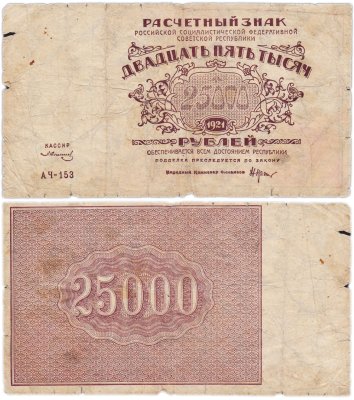 РАСЧЕТНЫЙ ЗНАК
РОССИЙСКОЙ СОЦИАЛИСТИЧЕСКОЙ ФЕДЕРАТИВНОЙ
СОВЕТСКОЙ РЕСПУБЛИКИ
ДВАДЦАТЬ ПЯТЬ ТЫСЯЧ
25000
1921
РУБЛЕЙ
ОБЕСПЕЧИВАЕТСЯ ВСЕМ ДОСТОЯНИЕМ РЕСПУБЛИКИ
ПОДДЕЛКА ПРЕСЛЕДУЕТСЯ ПО ЗАКОНУ
КАССИР
АЧ-153
Народный Комиссар Финансов
25000